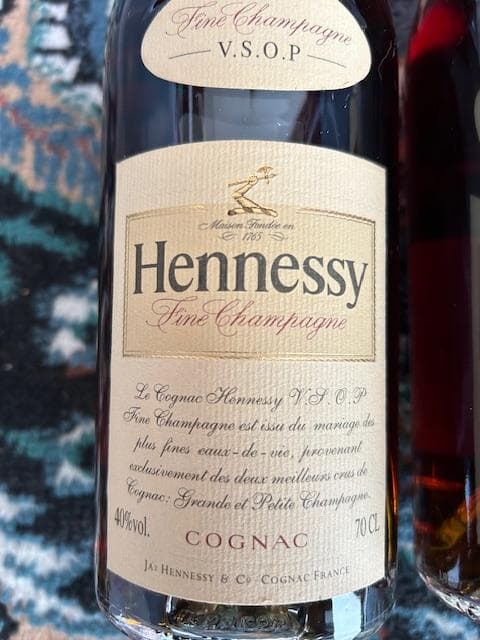 Fine Champagne
V.S.O.P
Maison Fondée en
1765
Hennessy
Fine Champagne
Le Cognac Hennessy V.S.O.P
Fine Champagne est issu du mariage des
plus fines eaux-de-vie, provenant
exclusivement des deux meilleurs crus de
Cognac: Grande et Petite Champagne.
40%vol. 70 CL
COGNAC
JAS HENNESSY & CO. COGNAC FRANCE